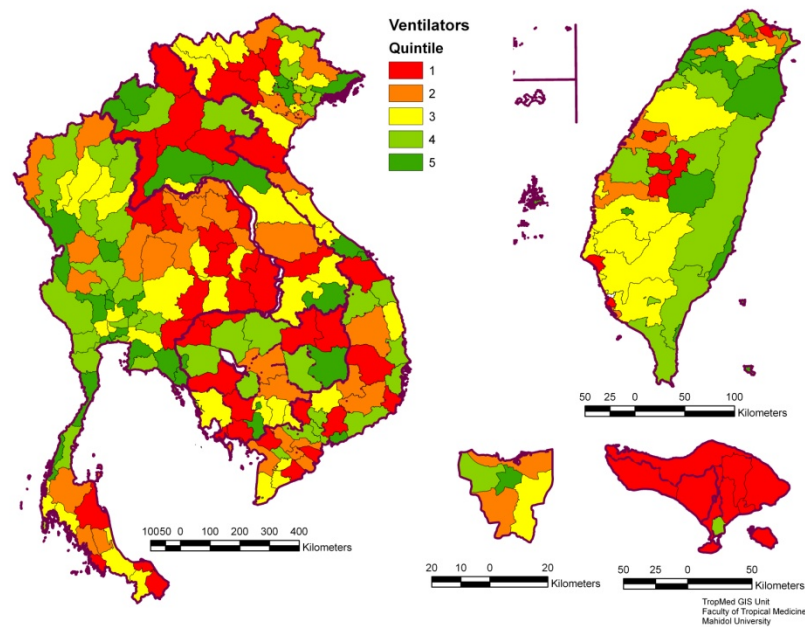 Ventilators
Quintile
1
2
3
4
5
50 25 0 50 100
Kilometers
10050 0 100 200 300 400
Kilometers
20 10 0 20
Kilometers
50 25 0 50
Kilometers
TropMed GIS Unit
Faculty of Tropical Medicine
Mahidol University